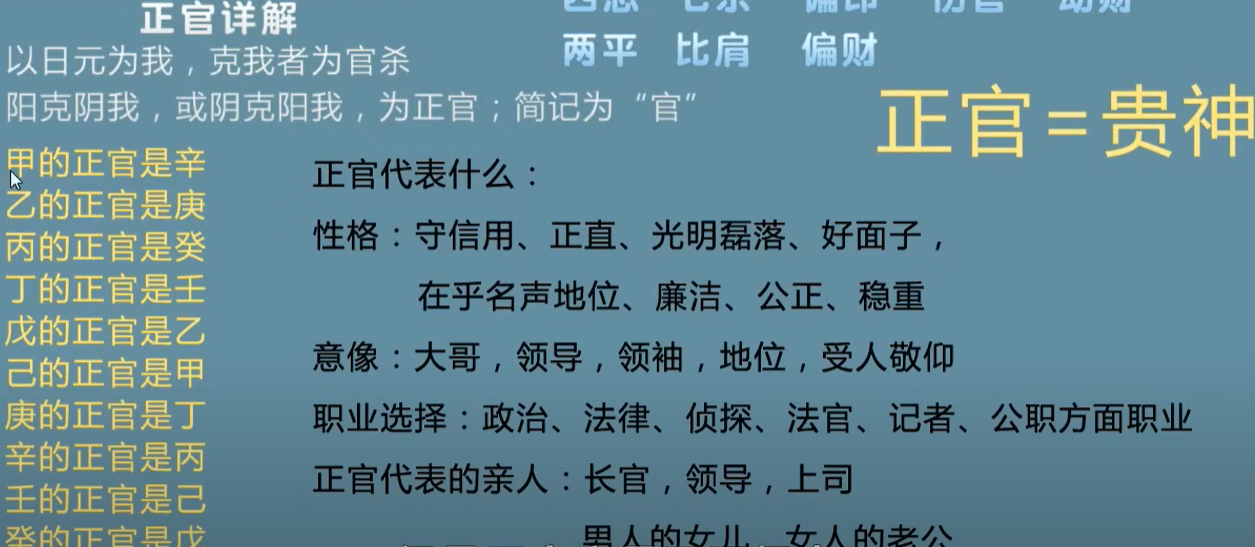 正官详解
四忌 七杀 偏印 伤官 劫财
两平 比肩 偏财
以日元为我，克我者为官杀
阳克阴我，或阴克阳我，为正官；简记为“官”
正官=贵神
甲的正官是辛
乙的正官是庚
丙的正官是癸
丁的正官是壬
戊的正官是乙
己的正官是甲
庚的正官是丁
辛的正官是丙
壬的正官是己
癸的正官是戊
正官代表什么：
性格：守信用、正直、光明磊落、好面子，
在乎名声地位、廉洁、公正、稳重
意像：大哥，领导，领袖，地位，受人敬仰
职业选择：政治、法律、侦探、法官、记者、公职方面职业
正官代表的亲人：长官，领导，上司
男人的女儿、女人的老公